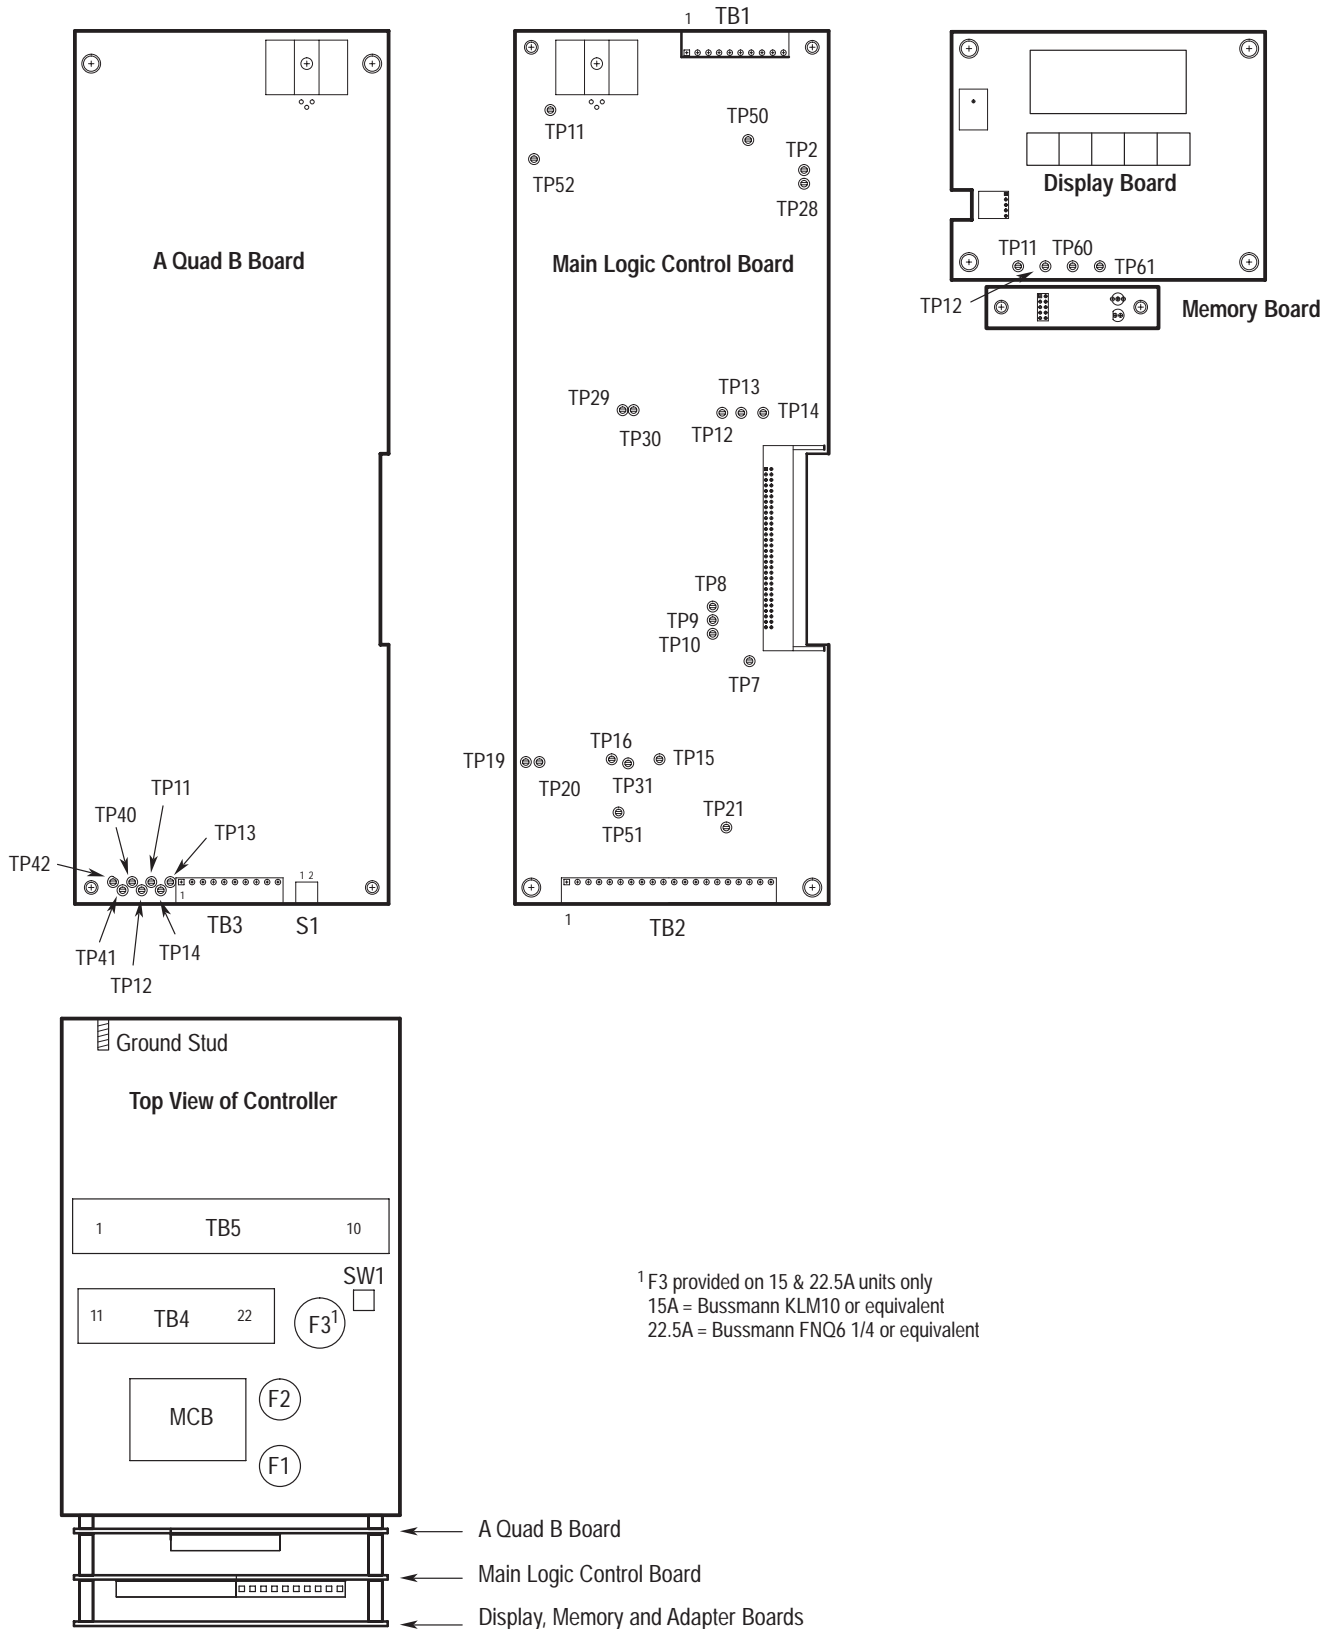 1 TB1
TP11
TP50
TP52
TP2
TP28
A Quad B Board
Main Logic Control Board
TP29
TP30
TP13
TP12
TP14
TP8
TP9
TP10
TP7
TP19
TP20
TP16
TP31
TP15
TP51
TP21
1
TB2
TP11
TP40
TP13
TP42
1 2
1
TB3
S1
TP41
TP14
TP12
Display Board
TP11 TP60
TP61
TP12
Memory Board
Ground Stud
Top View of Controller
1 TB5 10
SW1
11 TB4 22
F3¹
MCB
F2
F1
¹ F3 provided on 15 & 22.5A units only
15A = Bussmann KLM10 or equivalent
22.5A = Bussmann FNQ6 1/4 or equivalent
A Quad B Board
Main Logic Control Board
Display, Memory and Adapter Boards